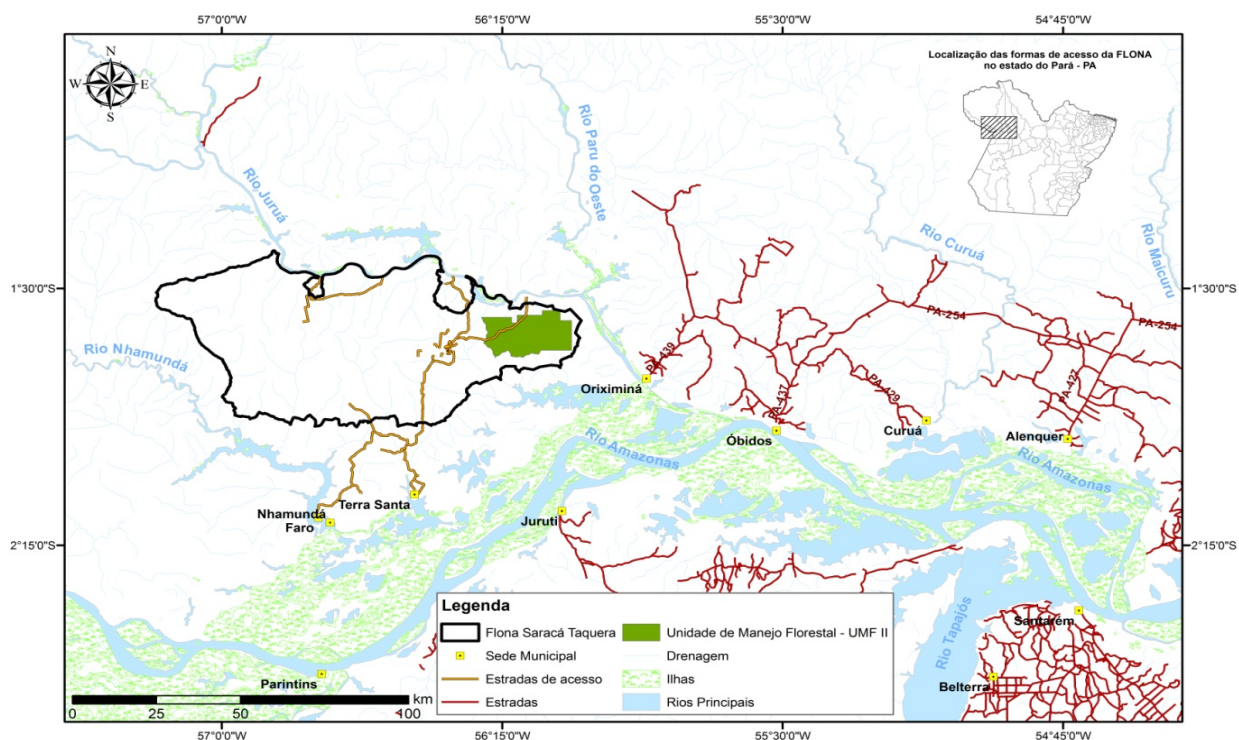 57°0'0"W
56°15'0"W
55°30'0"W
54°45'0"W
N
W
E
S
Localização das formas de acesso da FLONA
no estado do Pará - PA
Rio Paru do Oeste
Rio Juruá
Rio Curuá
Rio Maicuru
1°30'0"S
1°30'0"S
PA-254
PA-254
Rio Nhamundá
PA-439
PA-427
PA-429
PA-437
Oriximiná
Curuá
Óbidos
Alenquer
Rio Amazonas
Rio Amazonas
Terra Santa
Nhamundá
Faro
Juruti
2°15'0"S
2°15'0"S
Rio Tapajós
Santarém
Belterra
Parintins
Legenda
Flona Saracá Taquera
Unidade de Manejo Florestal - UMF II
Sede Municipal
Drenagem
Estradas de acesso
Ilhas
Estradas
Rios Principais
km
0
25
50
100
57°0'0"W
56°15'0"W
55°30'0"W
54°45'0"W